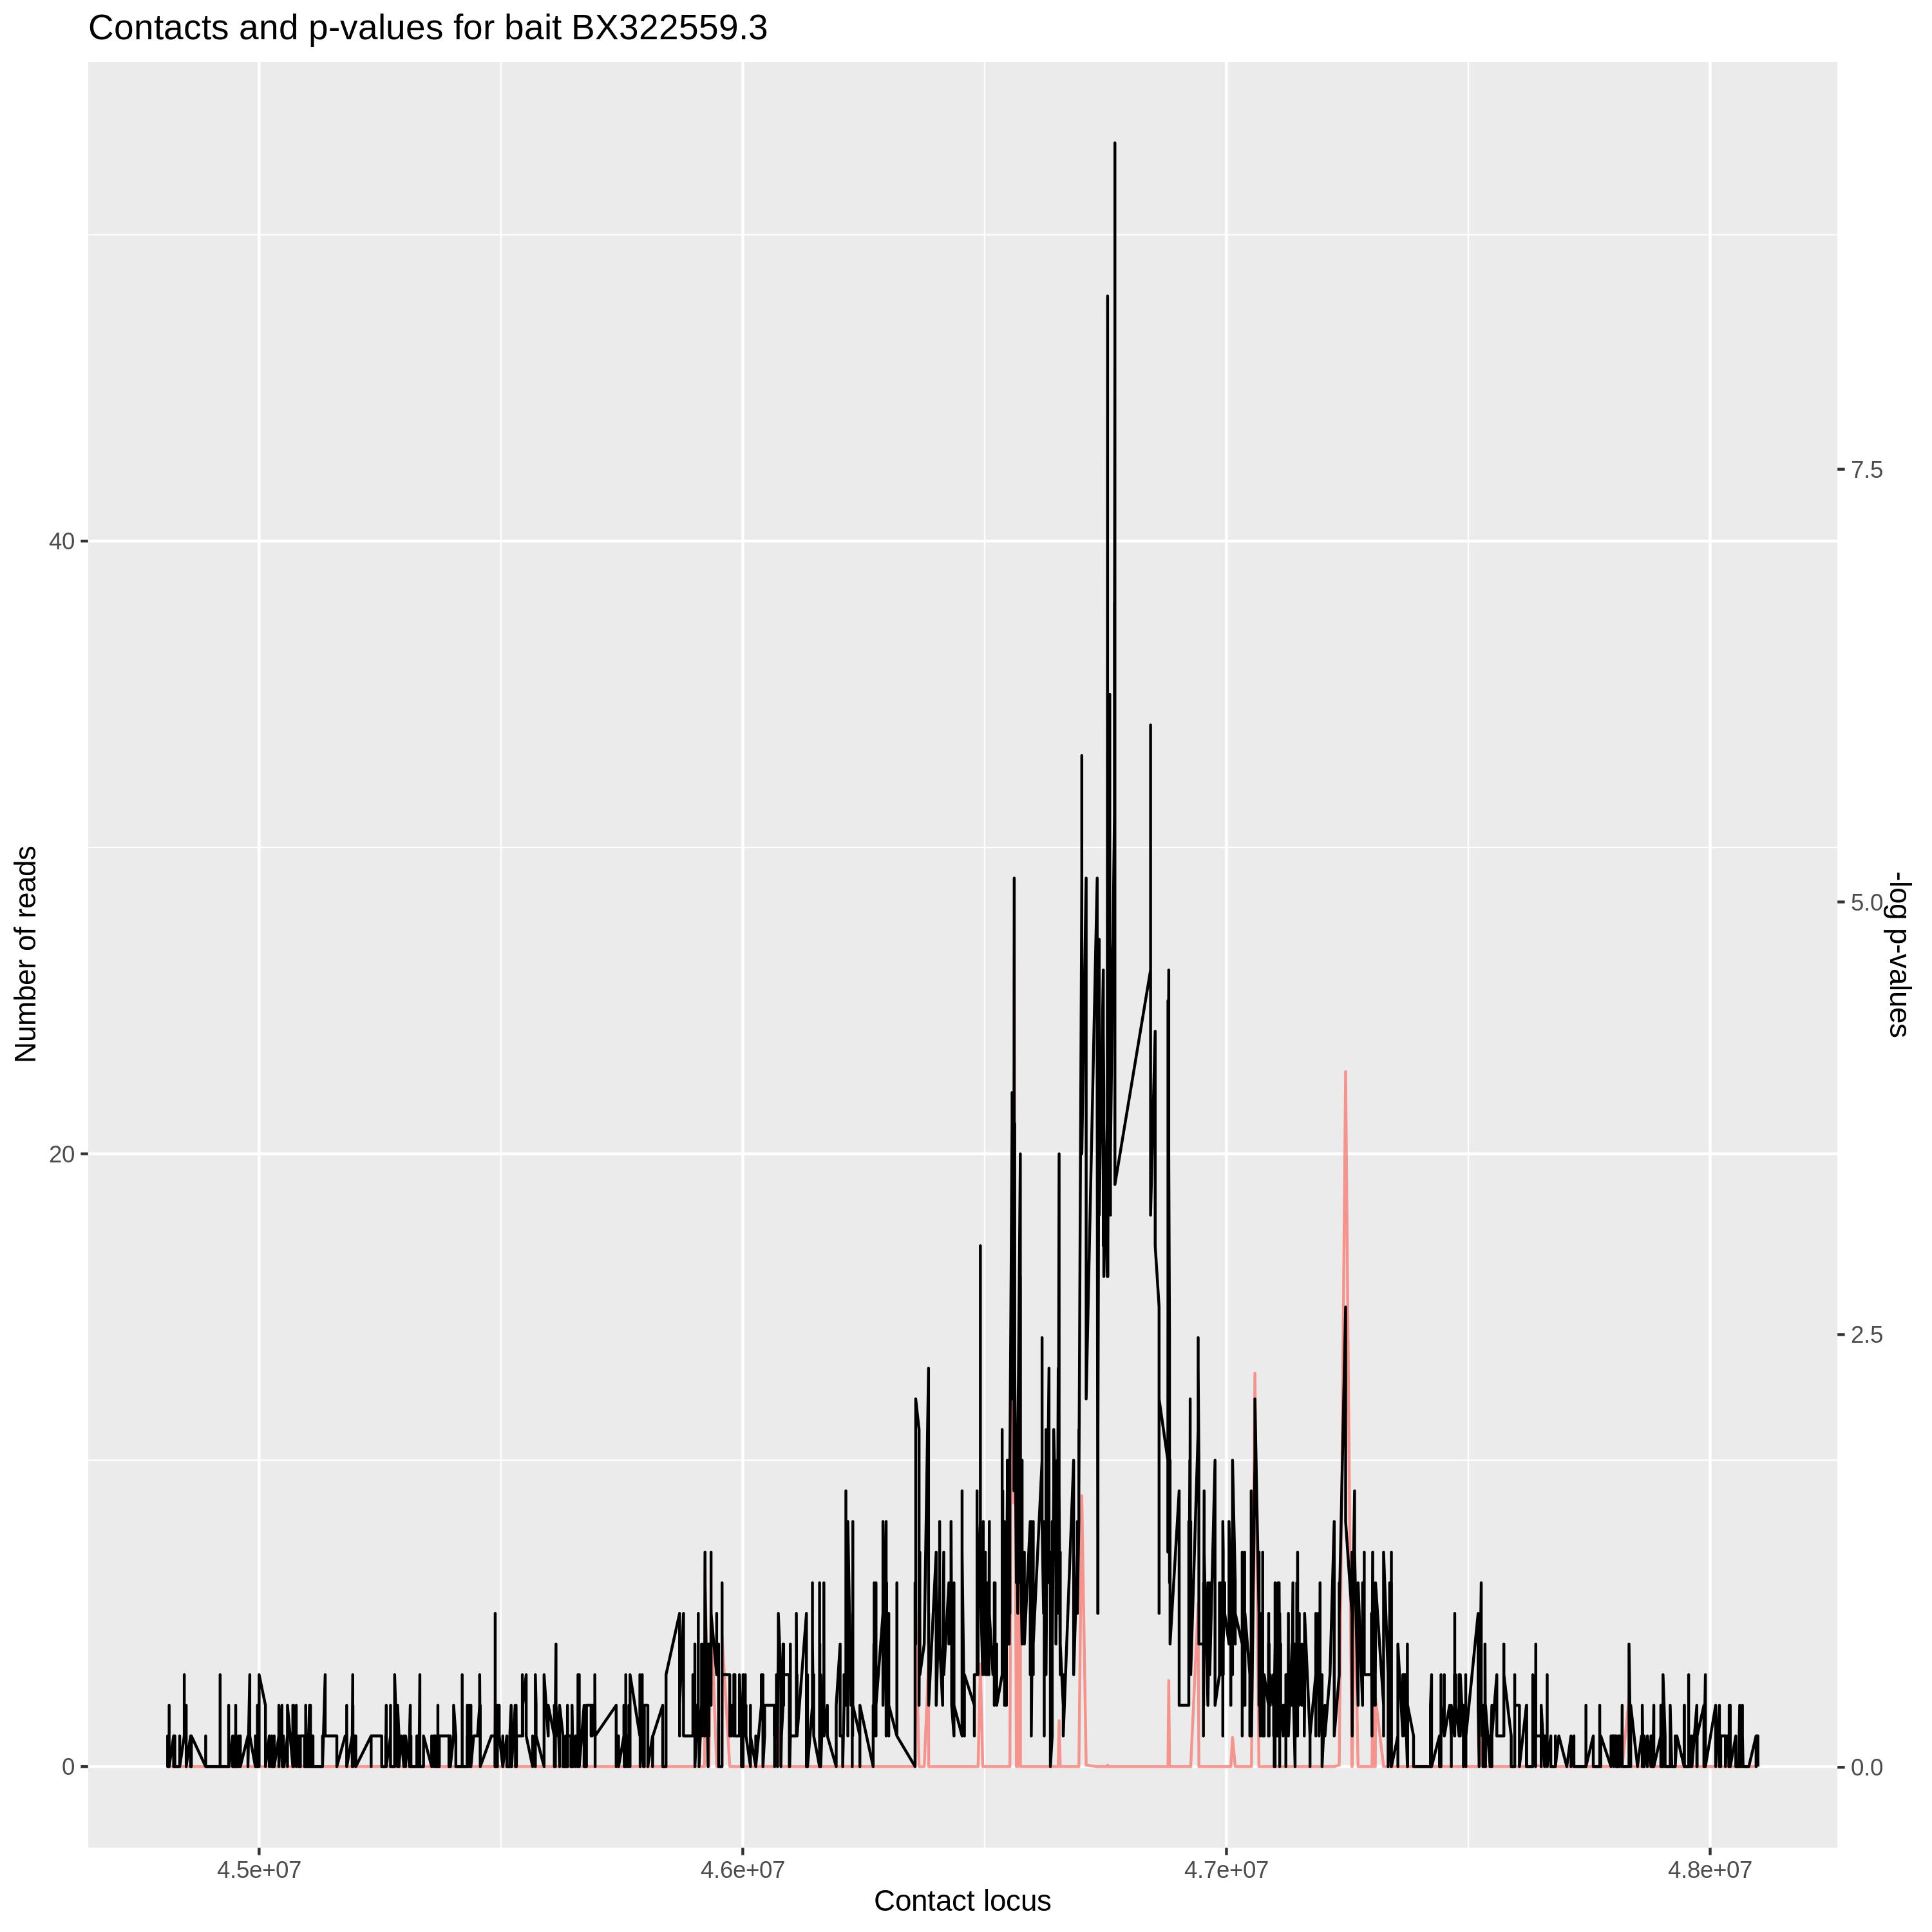 Contacts and p-values for bait BX322559.3
Number of reads
40
20
0
7.5
5.0
2.5
0.0
-log p-values
4.5e+07
4.6e+07
4.7e+07
4.8e+07
Contact locus